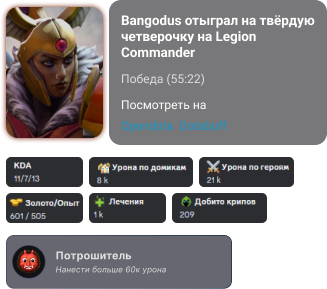 Bangodus отыграл на твёрдую
четверочку на Legion
Commander
Победа (55:22)
Посмотреть на
KDA
11/7/13
Урона по домикам
8 k
Урона по героям
21 k
Золото/Опыт
601 / 505
Лечения
1 k
Добито крипов
209
Потрошитель
Нанести больше 60к урона